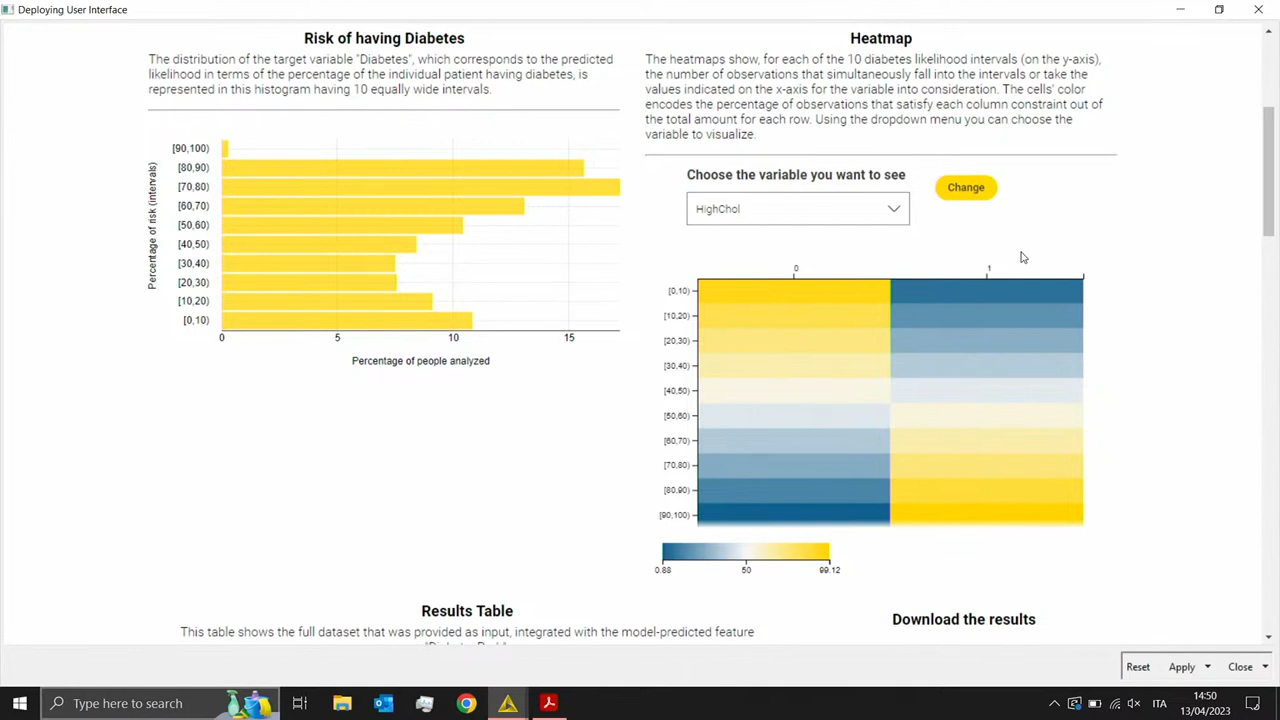 Deploying User Interface
Risk of having Diabetes
The distribution of the target variable "Diabetes", which corresponds to the predicted
likelihood in terms of the percentage of the individual patient having diabetes, is
represented in this histogram having 10 equally wide intervals.
Percentage of risk (intervals)
[90,100)
[80,90)
[70,80)
[60,70)
[50,60)
[40,50)
[30,40)
[20,30)
[10,20)
[0,10)
0 5 10 15
Percentage of people analyzed
Heatmap
The heatmaps show, for each of the 10 diabetes likelihood intervals (on the y-axis),
the number of observations that simultaneously fall into the intervals or take the
values indicated on the x-axis for the variable into consideration. The cells' color
encodes the percentage of observations that satisfy each column constraint out of
the total amount for each row. Using the dropdown menu you can choose the
variable to visualize.
Choose the variable you want to see
Change
HighChol
0 1
[0,10)
[10,20)
[20,30)
[30,40)
[40,50)
[50,60)
[60,70)
[70,80)
[80,90)
[90,100)
0.88 50 99.12
Results Table
This table shows the full dataset that was provided as input, integrated with the model-predicted feature
Download the results
Reset Apply Close
Type here to search
ITA
14:50
13/04/2023